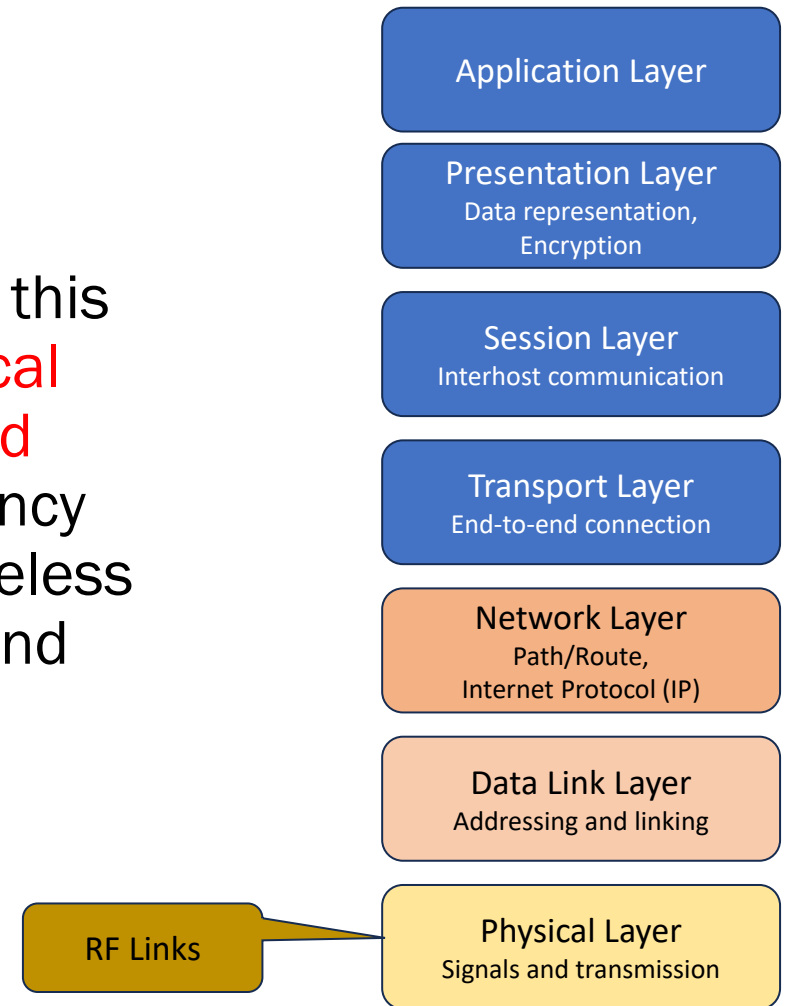 this
cal
d
ncy
eless
nd
Application Layer
Presentation Layer
Data representation,
Encryption
Session Layer
Interhost communication
Transport Layer
End-to-end connection
Network Layer
Path/Route,
Internet Protocol (IP)
Data Link Layer
Addressing and linking
RF Links
Physical Layer
Signals and transmission